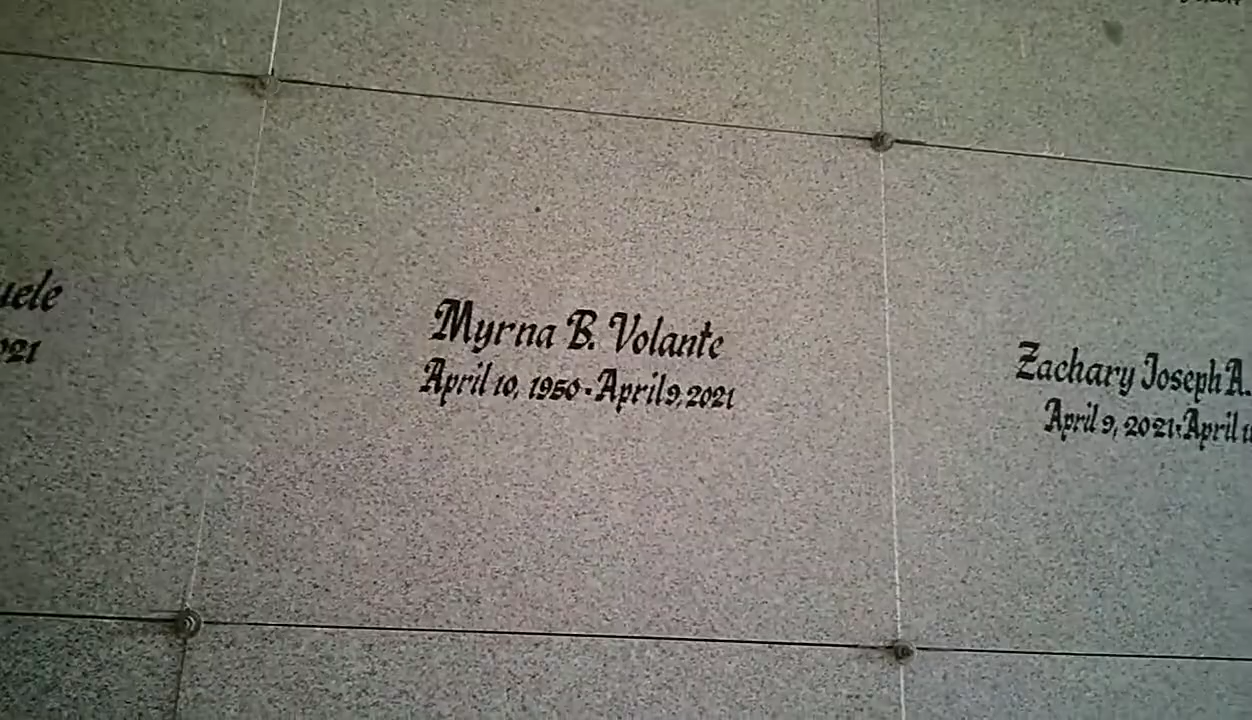 Myrna B. Volante
April 10, 1950 - April 9, 2021
Zachary Joseph A.
April 9, 2021 - April